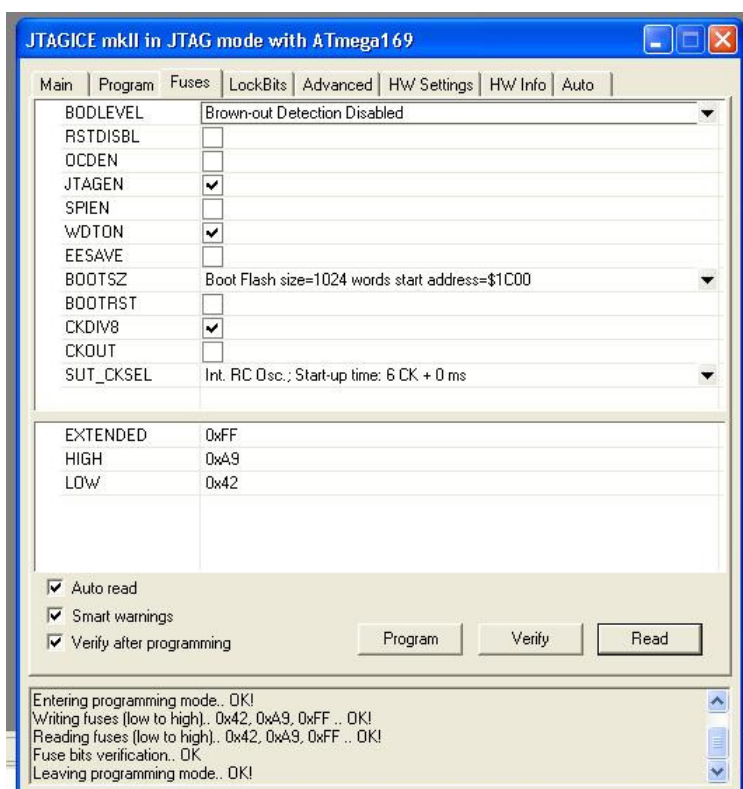 JTAGICE mkII in JTAG mode with ATmega169
Main Program Fuses LockBits Advanced HW Settings HW Info Auto
BODLEVEL Brown-out Detection Disabled
RSTDISBL
OCDEN
JTAGEN
SPIEN
WDTON
EESAVE
BOOTSZ Boot Flash size=1024 words start address=$1C00
BOOTRST
CKDIV8
CKOUT
SUT_CKSEL Int. RC Osc.; Start-up time: 6 CK + 0 ms
EXTENDED 0xFF
HIGH 0xA9
LOW 0x42
Auto read
Smart warnings
Verify after programming
Program Verify Read
Entering programming mode.. OK!
Writing fuses (low to high).. 0x42, 0xA9, 0xFF .. OK!
Reading fuses (low to high).. 0x42, 0xA9, 0xFF .. OK!
Fuse bits verification.. OK
Leaving programming mode.. OK!